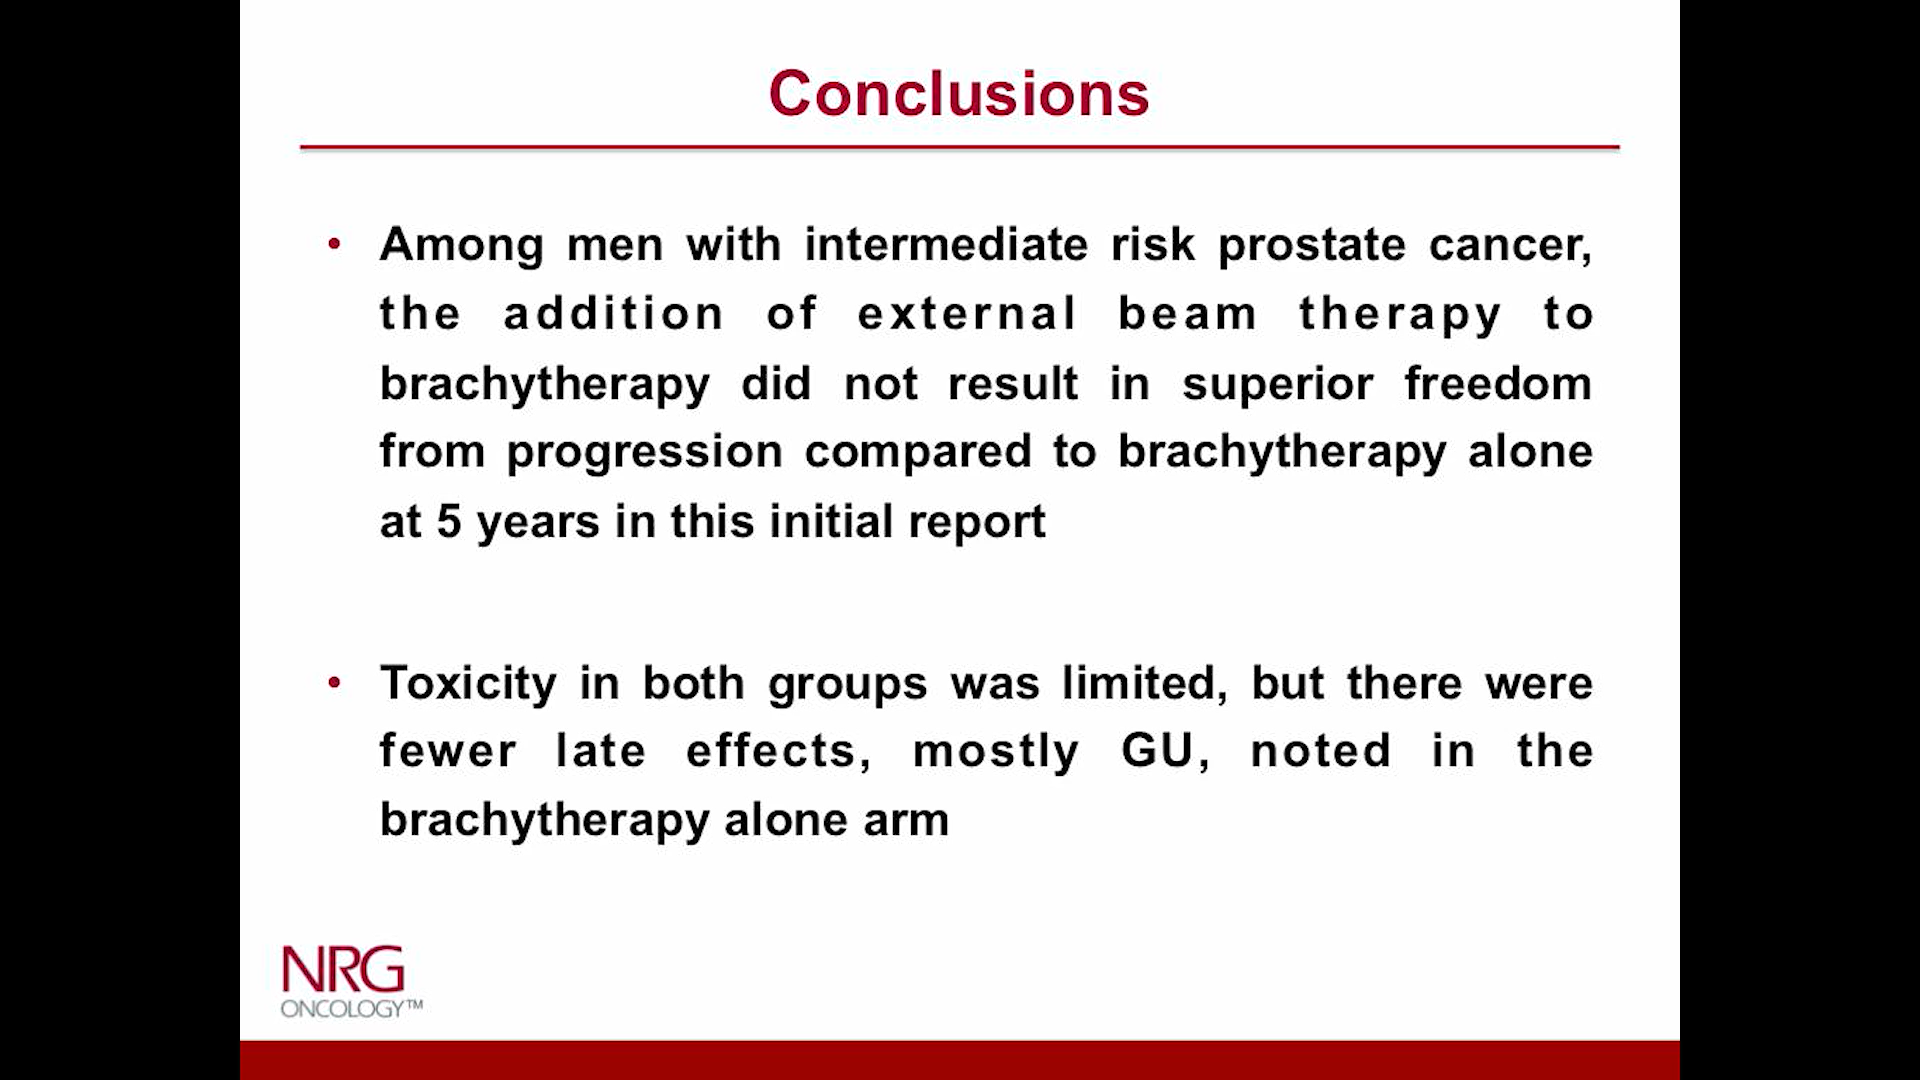 Conclusions
• Among men with intermediate risk prostate cancer,
the addition of external beam therapy to
brachytherapy did not result in superior freedom
from progression compared to brachytherapy alone
at 5 years in this initial report
• Toxicity in both groups was limited, but there were
fewer late effects, mostly GU, noted in the
brachytherapy alone arm
NRG
ONCOLOGY™